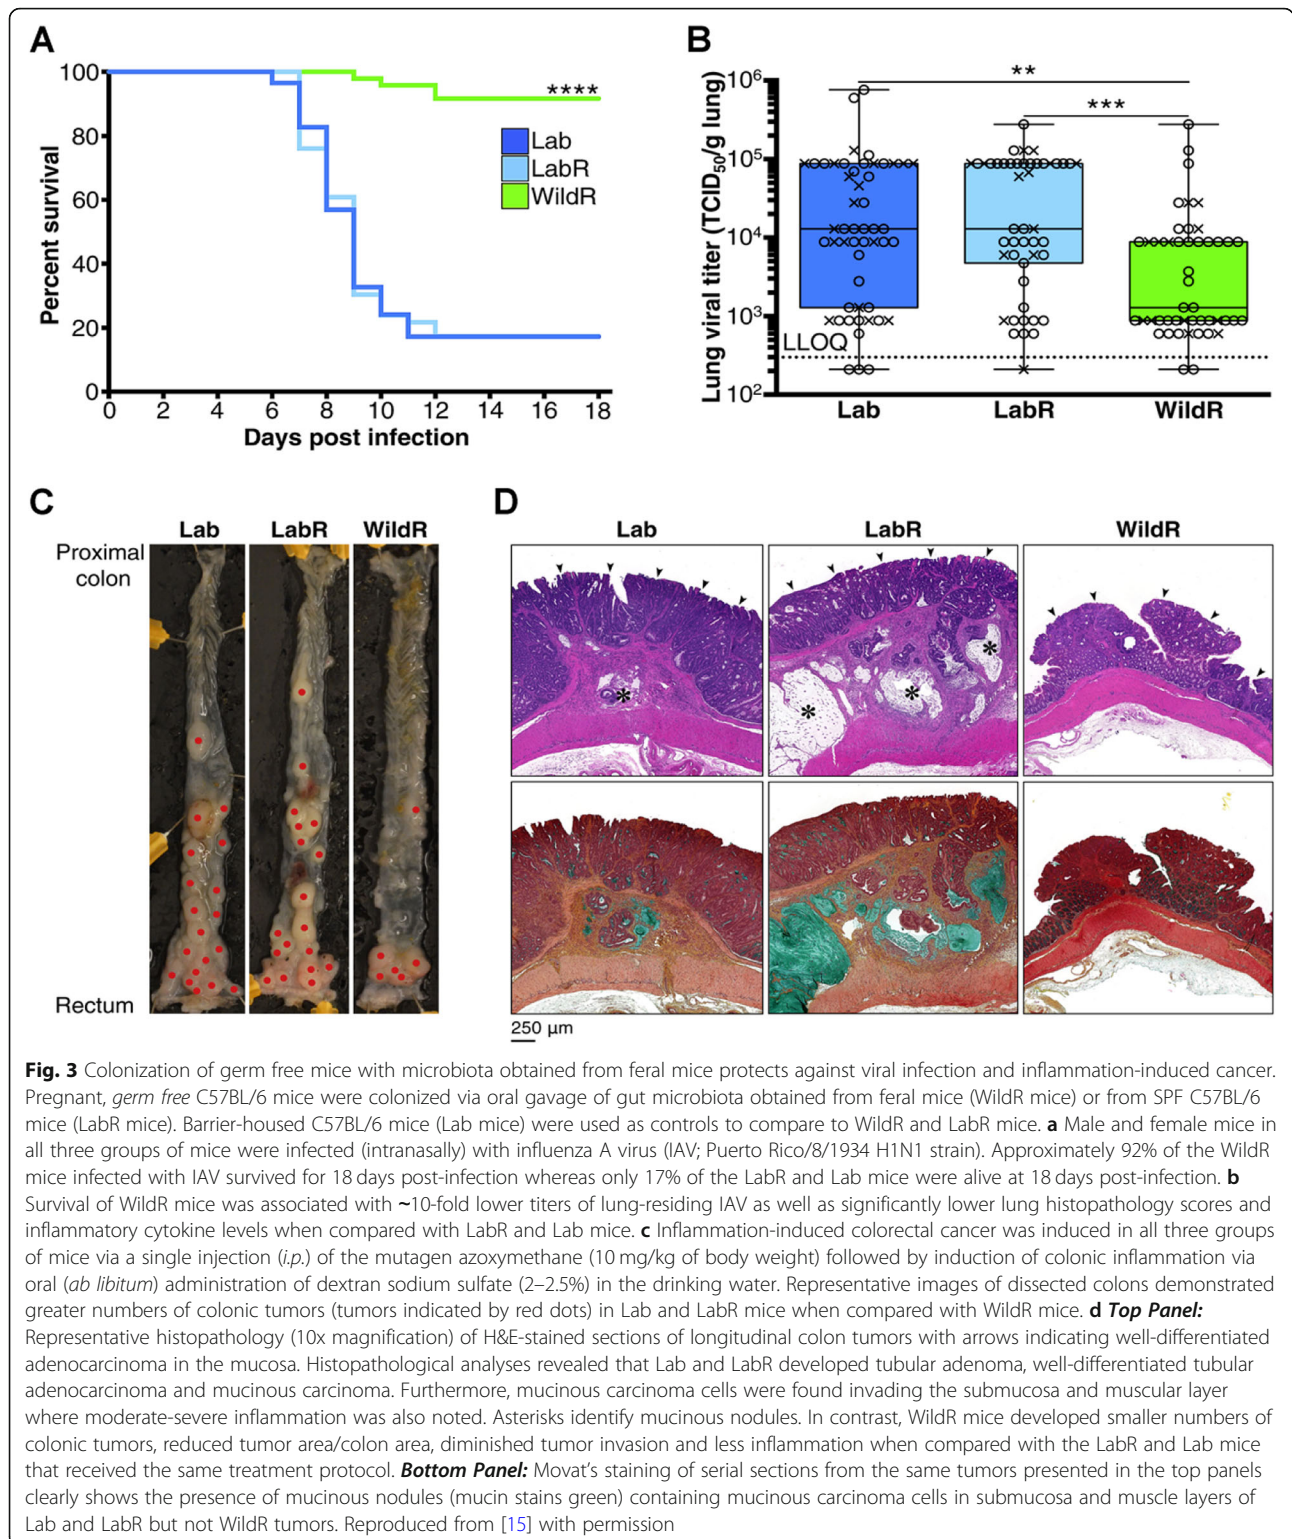 A
100
80
60
40
20
0
Percent survival
0 2 4 6 8 10 12 14 16 18
Days post infection
****
Lab
LabR
WildR
B
Lung viral titer (TCID50/g lung)
10^6
10^5
10^4
10^3
10^2
**
***
LLOQ
Lab LabR WildR
C
Lab LabR WildR
Proximal
colon
Rectum
D
Lab LabR WildR
*
* * *
250 µm
Fig. 3 Colonization of germ free mice with microbiota obtained from feral mice protects against viral infection and inflammation-induced cancer.
Pregnant, germ free C57BL/6 mice were colonized via oral gavage of gut microbiota obtained from feral mice (WildR mice) or from SPF C57BL/6
mice (LabR mice). Barrier-housed C57BL/6 mice (Lab mice) were used as controls to compare to WildR and LabR mice. a Male and female mice in
all three groups of mice were infected (intranasally) with influenza A virus (IAV; Puerto Rico/8/1934 H1N1 strain). Approximately 92% of the WildR
mice infected with IAV survived for 18 days post-infection whereas only 17% of the LabR and Lab mice were alive at 18 days post-infection. b
Survival of WildR mice was associated with ~10-fold lower titers of lung-residing IAV as well as significantly lower lung histopathology scores and
inflammatory cytokine levels when compared with LabR and Lab mice. c Inflammation-induced colorectal cancer was induced in all three groups
of mice via a single injection (i.p.) of the mutagen azoxymethane (10 mg/kg of body weight) followed by induction of colonic inflammation via
oral (ab libitum) administration of dextran sodium sulfate (2–2.5%) in the drinking water. Representative images of dissected colons demonstrated
greater numbers of colonic tumors (tumors indicated by red dots) in Lab and LabR mice when compared with WildR mice. d Top Panel:
Representative histopathology (10x magnification) of H&E-stained sections of longitudinal colon tumors with arrows indicating well-differentiated
adenocarcinoma in the mucosa. Histopathological analyses revealed that Lab and LabR developed tubular adenoma, well-differentiated tubular
adenocarcinoma and mucinous carcinoma. Furthermore, mucinous carcinoma cells were found invading the submucosa and muscular layer
where moderate-severe inflammation was also noted. Asterisks identify mucinous nodules. In contrast, WildR mice developed smaller numbers of
colonic tumors, reduced tumor area/colon area, diminished tumor invasion and less inflammation when compared with the LabR and Lab mice
that received the same treatment protocol. Bottom Panel: Movat's staining of serial sections from the same tumors presented in the top panels
clearly shows the presence of mucinous nodules (mucin stains green) containing mucinous carcinoma cells in submucosa and muscle layers of
Lab and LabR but not WildR tumors. Reproduced from [15] with permission